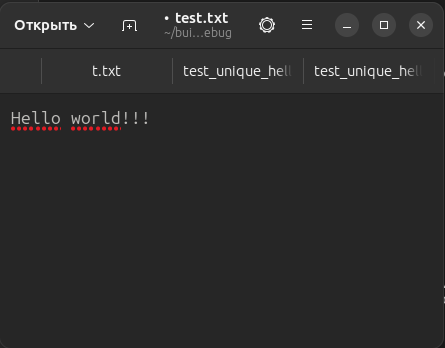 Открыть
• test.txt
~/bui...ebug
t.txt
test_unique_hell
test_unique_hell
Hello world!!!